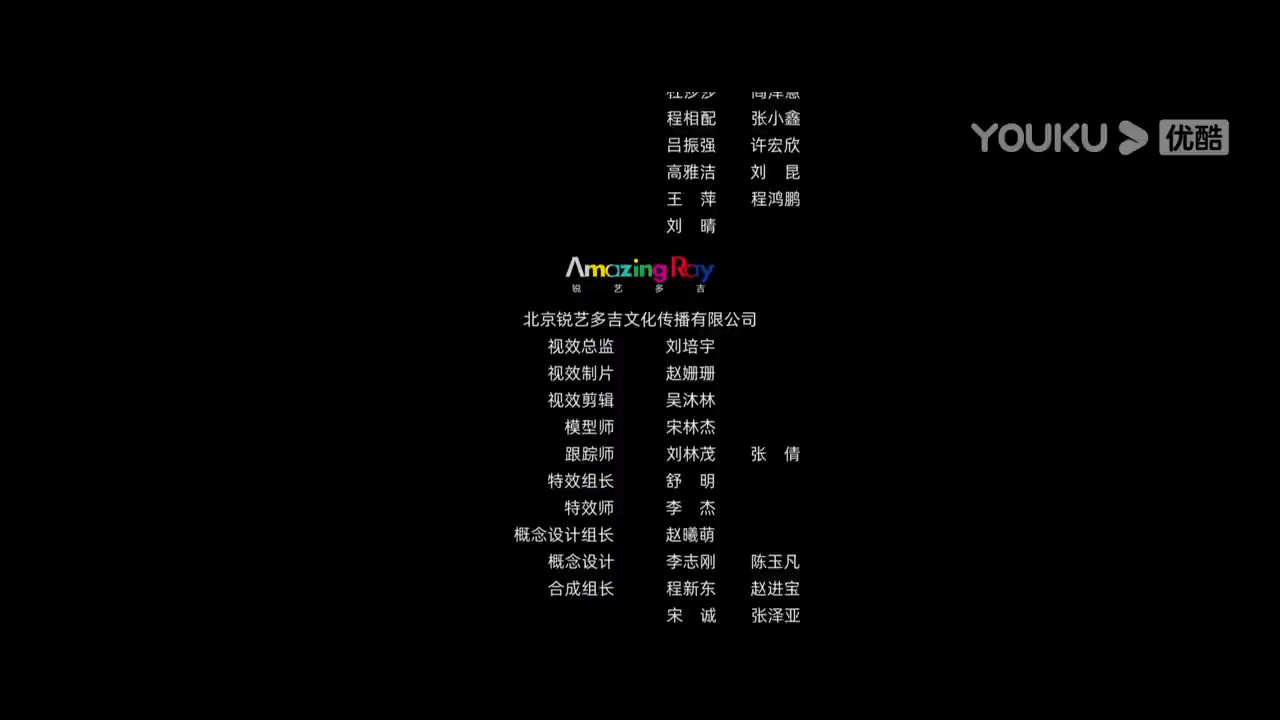 程相配 张小鑫
YOUKU 优酷
吕振强 许宏欣
高雅洁 刘 昆
王 萍 程鸿鹏
刘 晴
Amazing Ray
锐 艺 多 吉
北京锐艺多吉文化传播有限公司
视效总监 刘培宇
视效制片 赵姗珊
视效剪辑 吴沐林
模型师 宋林杰
跟踪师 刘林茂 张 倩
特效组长 舒 明
特效师 李 杰
概念设计组长 赵曦萌
概念设计 李志刚 陈玉凡
合成组长 程新东 赵进宝
宋 诚 张泽亚